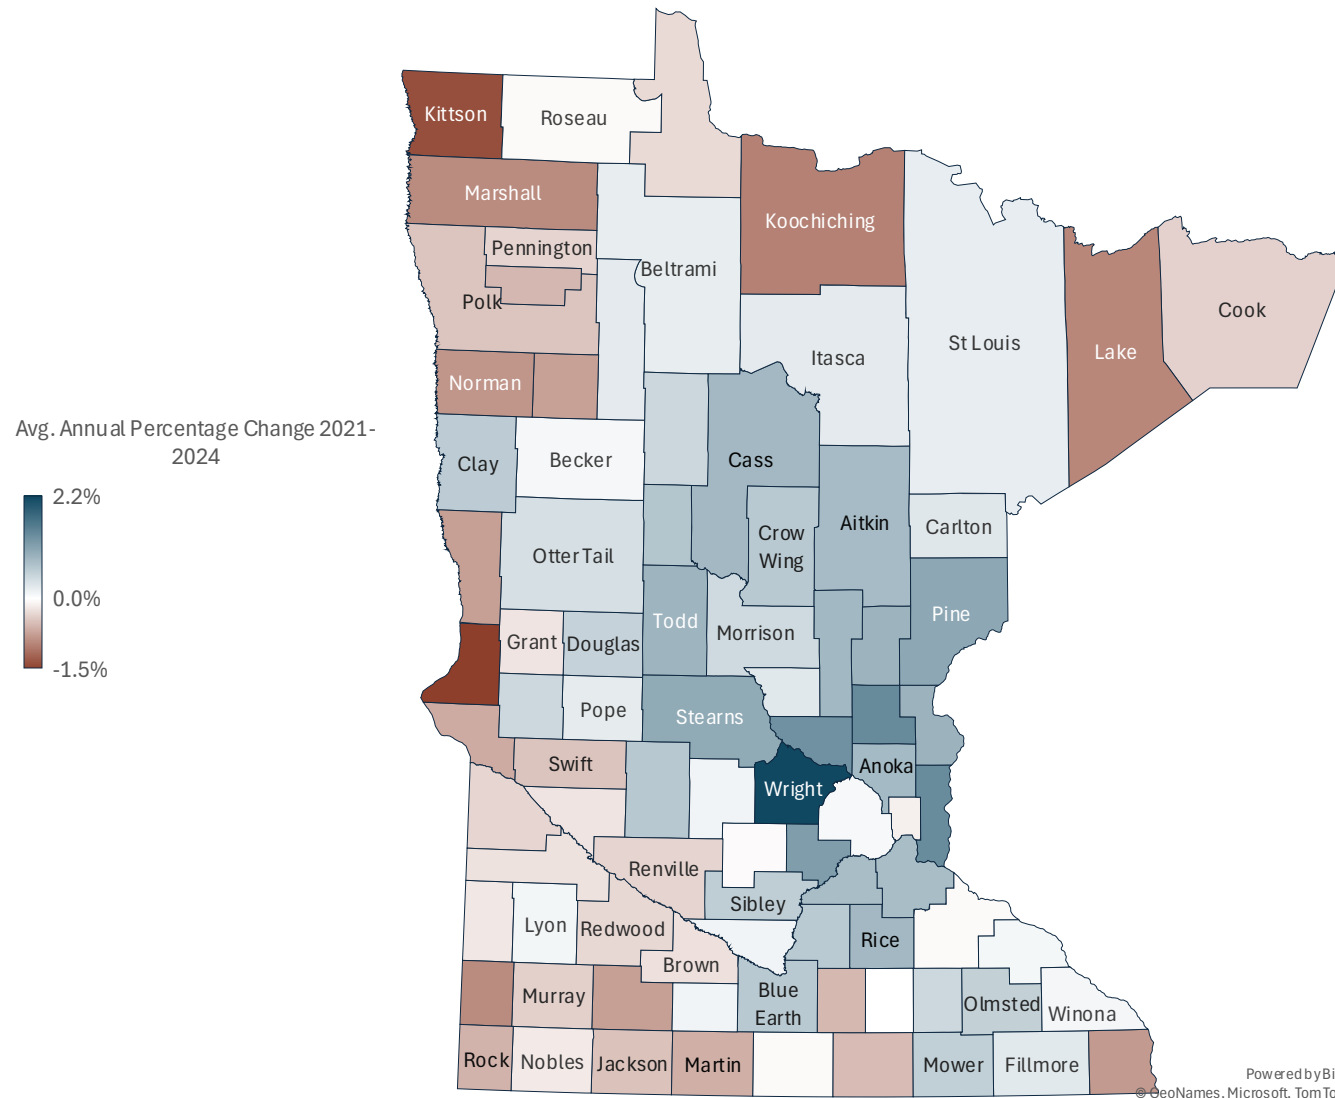 Kittson
Roseau
Marshall
Koochiching
Pennington
Beltrami
Polk
Cook
St Louis
Itasca
Lake
Norman
Avg. Annual Percentage Change 2021-
2024
Clay
Becker
Cass
2.2%
Aitkin
Carlton
Crow
Wing
Otter Tail
0.0%
Pine
Todd
Morrison
Grant
Douglas
-1.5%
Pope
Stearns
Swift
Anoka
Wright
Renville
Sibley
Lyon
Redwood
Rice
Brown
Blue
Earth
Murray
Olmsted
Winona
Rock
Nobles
Jackson
Martin
Mower
Fillmore
Powered by Bi
© GeoNames, Microsoft, TomTo